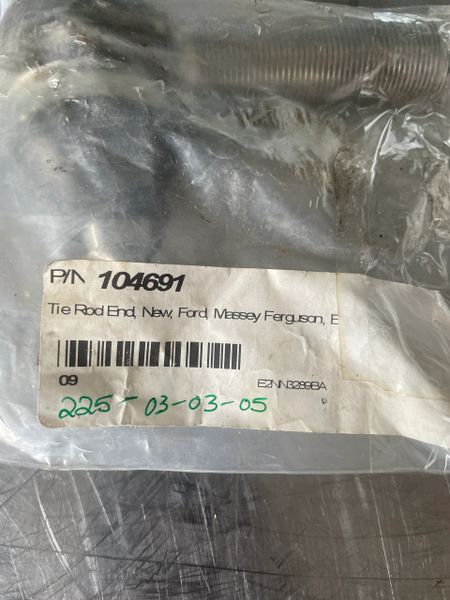 P/N 104691
Tie Rod End, New, Ford, Massey Ferguson, E
09 E2NN3289BA
225-03-03-05